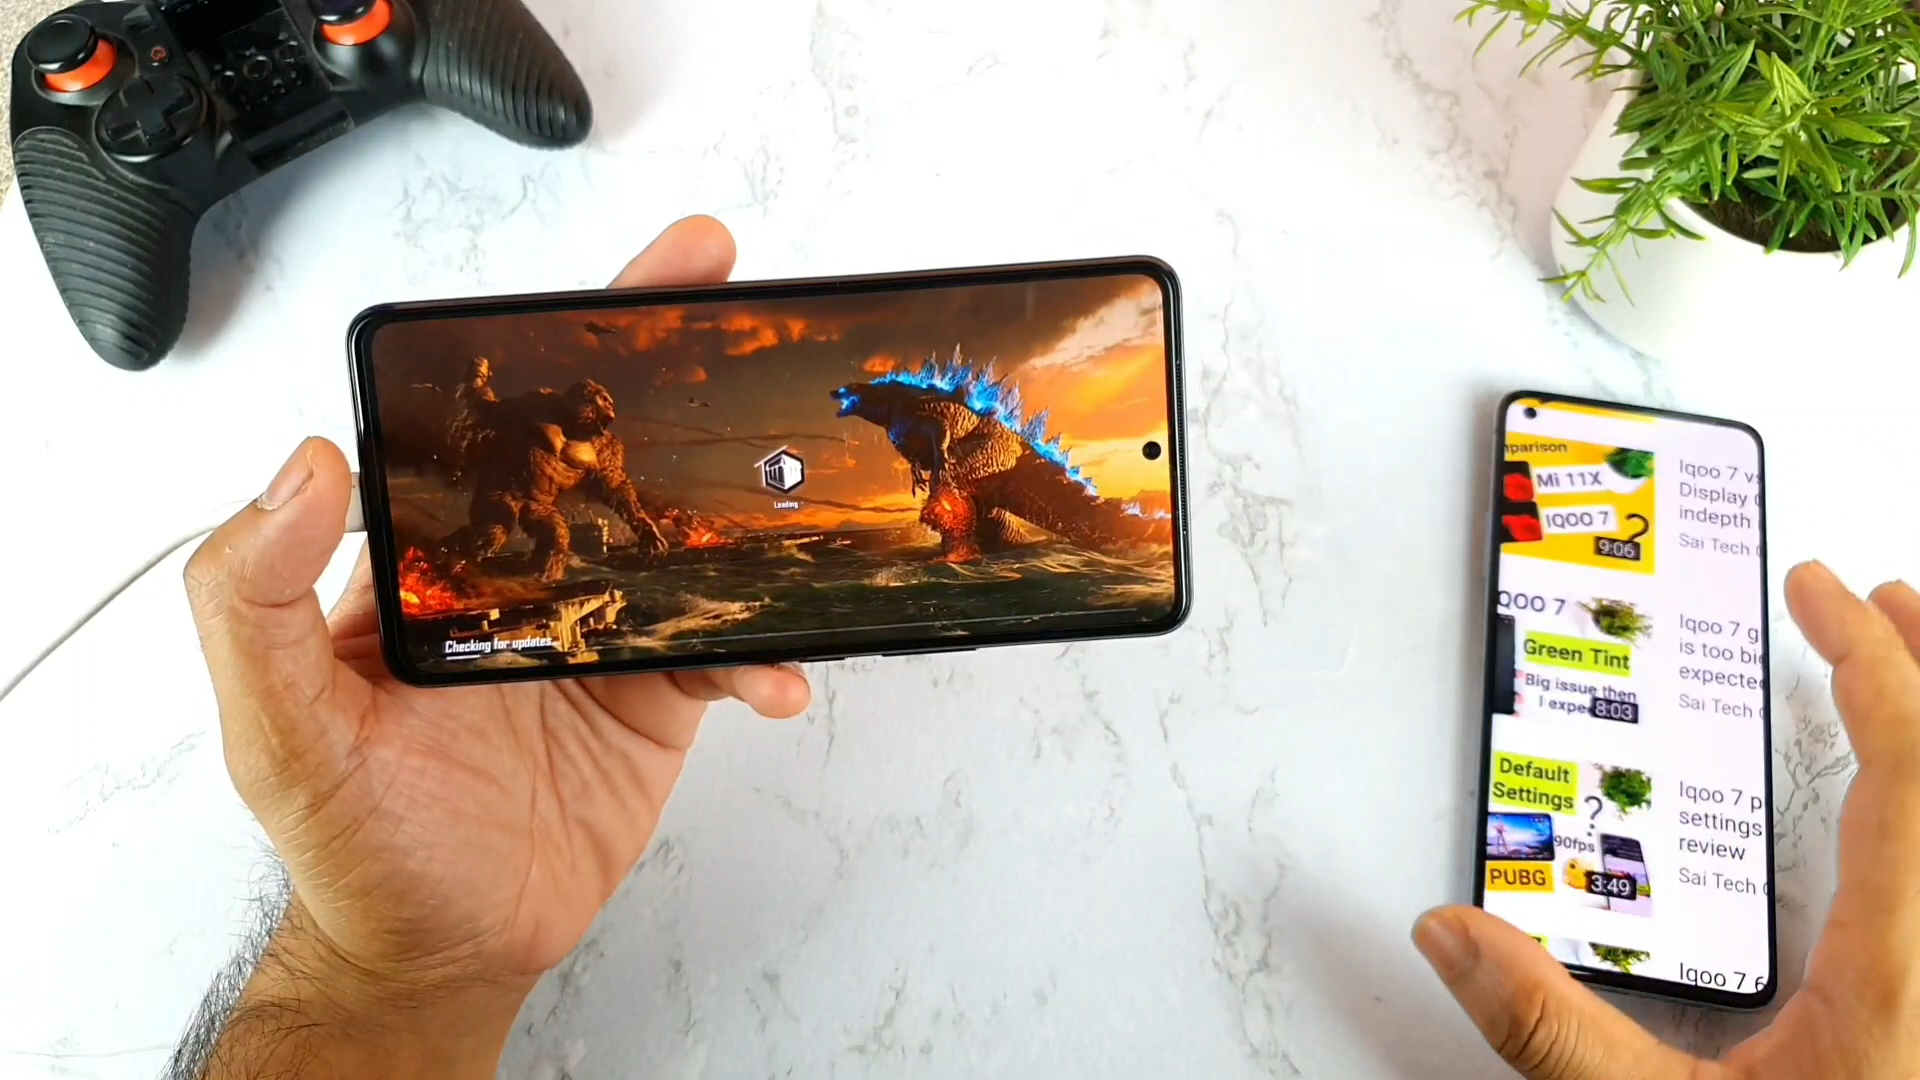 Loading
Checking for updates
nparison
Mi 11X
IQOO 7
?
9:06
Iqoo 7 v
Display
indepth
Sai Tech
QOO 7
Green Tint
Big issue then
I expe
8:03
Iqoo 7 g
is too bi
expecte
Sai Tech
Default
Settings
?
90fps
PUBG
3:49
Iqoo 7 p
settings
review
Sai Tech
Iqoo 7 6